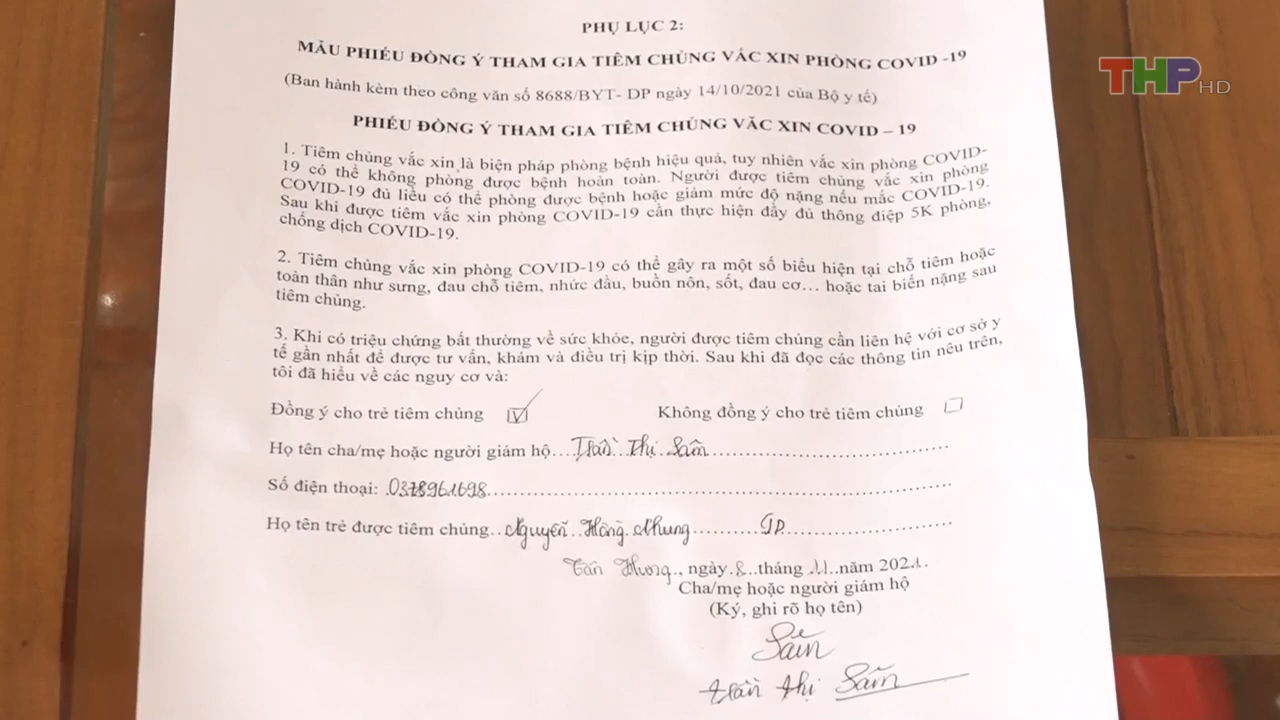 PHỤ LỤC 2:
MẪU PHIẾU ĐỒNG Ý THAM GIA TIÊM CHỦNG VẮC XIN PHÒNG COVID -19
THP HD
(Ban hành kèm theo công văn số 8688/BYT- DP ngày 14/10/2021 của Bộ y tế)
PHIẾU ĐỒNG Ý THAM GIA TIÊM CHỦNG VẮC XIN COVID – 19
1. Tiêm chủng vắc xin là biện pháp phòng bệnh hiệu quả, tuy nhiên vắc xin phòng COVID-
19 có thể không phòng được bệnh hoàn toàn. Người được tiêm chủng vắc xin phòng
COVID-19 đủ liều có thể phòng được bệnh hoặc giảm mức độ nặng nếu mắc COVID-19.
Sau khi được tiêm vắc xin phòng COVID-19 cần thực hiện đầy đủ thông điệp 5K phòng,
chống dịch COVID-19.
2. Tiêm chủng vắc xin phòng COVID-19 có thể gây ra một số biểu hiện tại chỗ tiêm hoặc
toàn thân như sưng, đau chỗ tiêm, nhức đầu, buồn nôn, sốt, đau cơ... hoặc tai biến nặng sau
tiêm chủng.
3. Khi có triệu chứng bất thường về sức khỏe, người được tiêm chủng cần liên hệ với cơ sở y
tế gần nhất để được tư vấn, khám và điều trị kịp thời. Sau khi đã đọc các thông tin nêu trên,
tôi đã hiểu về các nguy cơ và:
Đồng ý cho trẻ tiêm chủng Không đồng ý cho trẻ tiêm chủng
Họ tên cha/mẹ hoặc người giám hộ...Trần Thị Sâm
Số điện thoại: 0378961698
Họ tên trẻ được tiêm chủng...Nguyễn Hồng Nhung
Tân Hưng, ngày 8 tháng 11 năm 2021.
Cha/mẹ hoặc người giám hộ
(Ký, ghi rõ họ tên)
Sâm
Trần Thị Sâm